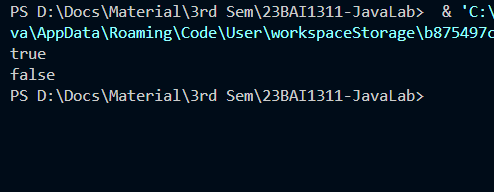 PS D:\Docs\Material\3rd Sem\23BAI1311-JavaLab>  & 'C:\
va\AppData\Roaming\Code\User\workspaceStorage\b875497c
true
false
PS D:\Docs\Material\3rd Sem\23BAI1311-JavaLab>